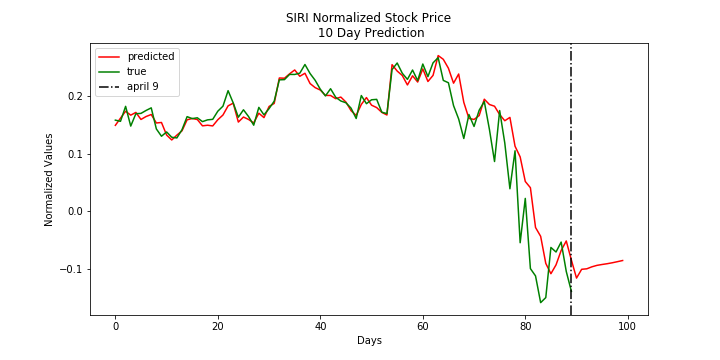 SIRI Normalized Stock Price
10 Day Prediction
predicted
true
april 9
Normalized Values
0.2
0.1
0.0
−0.1
0
20
40
60
80
100
Days